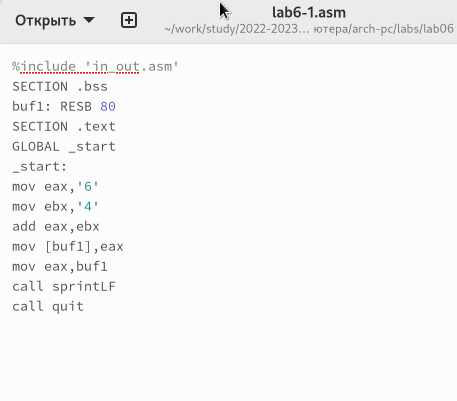 Открыть
lab6-1.asm
~/work/study/2022-2023… ютера/arch-pc/labs/lab06
%include 'in_out.asm'
SECTION .bss
buf1: RESB 80
SECTION .text
GLOBAL _start
_start:
mov eax,'6'
mov ebx,'4'
add eax,ebx
mov [buf1],eax
mov eax,buf1
call sprintLF
call quit